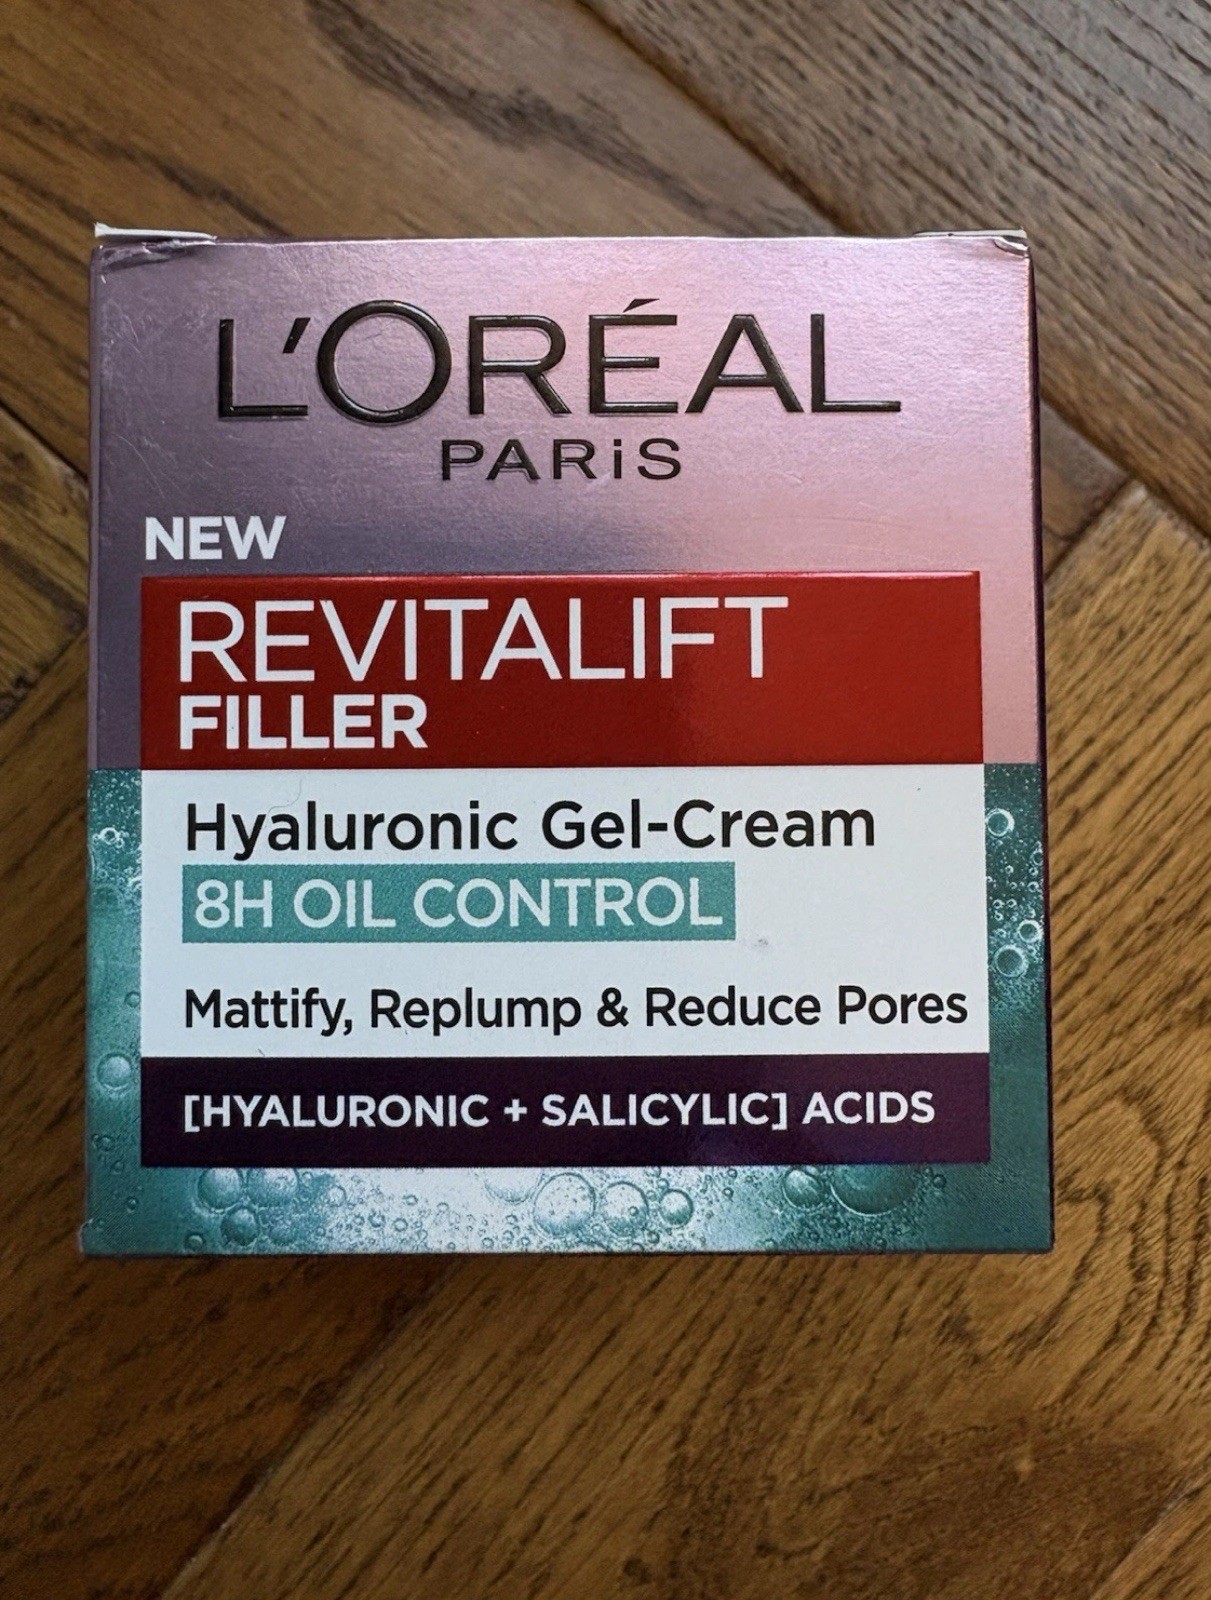 L'ORÉAL
PARiS
NEW
REVITALIFT
FILLER
Hyaluronic Gel-Cream
8H OIL CONTROL
Mattify, Replump & Reduce Pores
[HYALURONIC + SALICYLIC] ACIDS